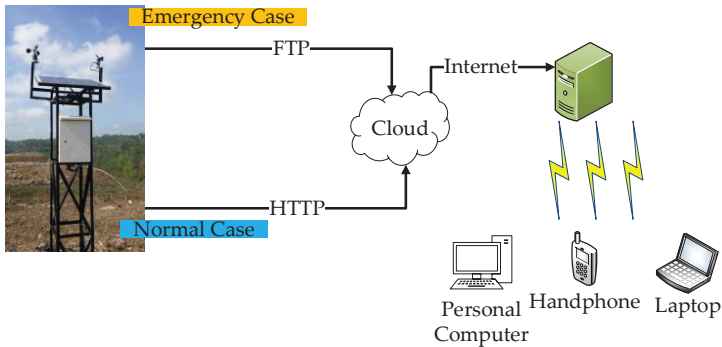 Emergency Case
FTP
Internet
Cloud
HTTP
Normal Case
Personal
Computer
Handphone
Laptop